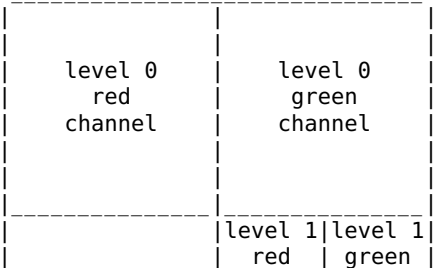 level 0 level 0
red green
channel channel
level 1 level 1
red green